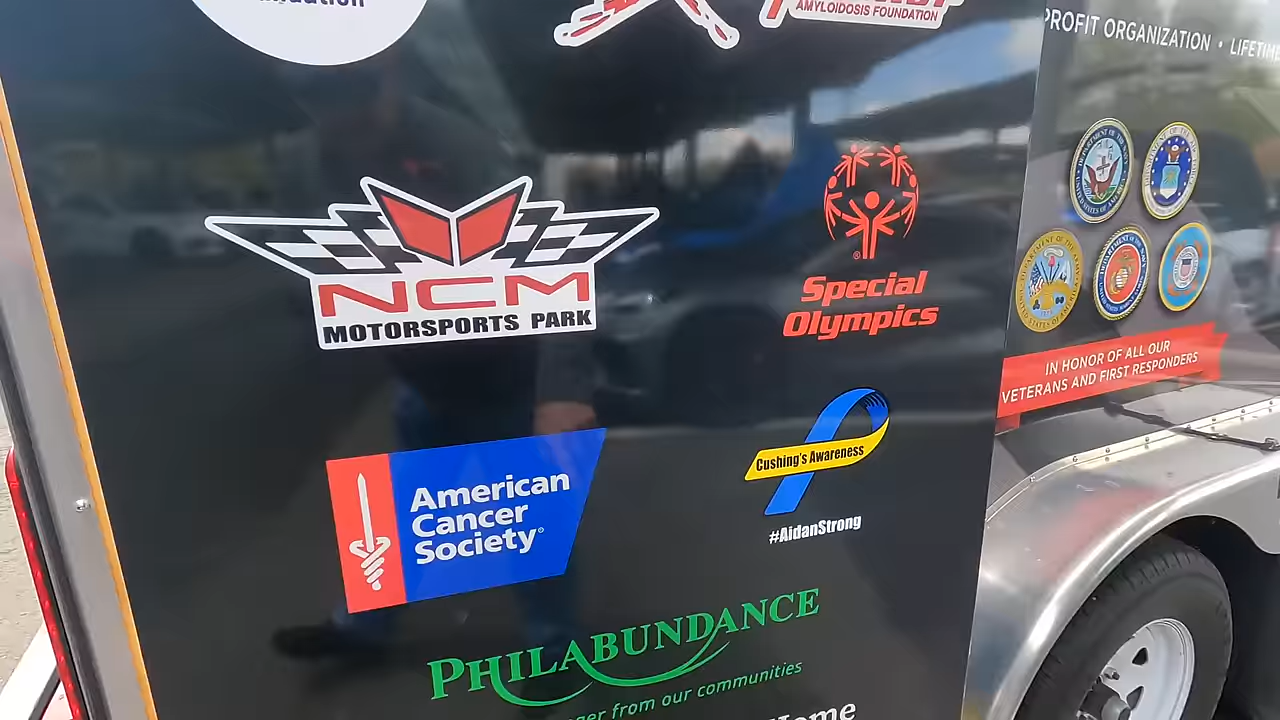 AMYLOIDOSIS FOUNDATION
PROFIT ORGANIZATION • LIFETIME
NCM
MOTORSPORTS PARK
Special
Olympics
IN HONOR OF ALL OUR
VETERANS AND FIRST RESPONDERS
American
Cancer
Society®
Cushing's Awareness
#AidanStrong
PHILABUNDANCE
from our communities
Home